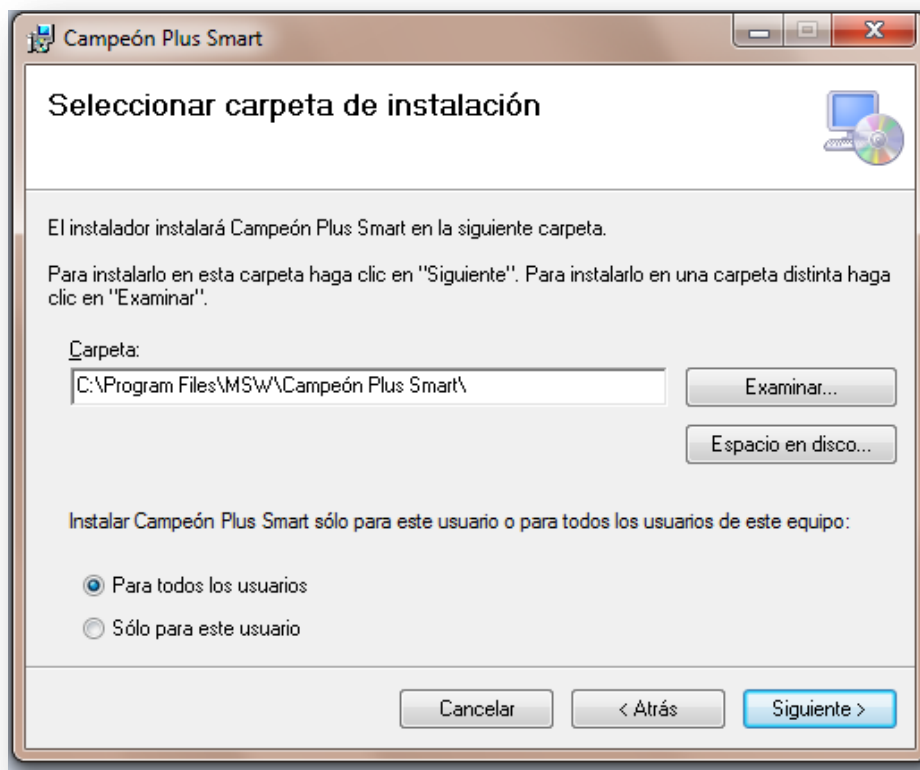 Campeón Plus Smart
Seleccionar carpeta de instalación
El instalador instalará Campeón Plus Smart en la siguiente carpeta.
Para instalarlo en esta carpeta haga clic en "Siguiente". Para instalarlo en una carpeta distinta haga
clic en "Examinar".
Carpeta:
C:\Program Files\MSW\Campeón Plus Smart\
Examinar...
Espacio en disco...
Instalar Campeón Plus Smart sólo para este usuario o para todos los usuarios de este equipo:
Para todos los usuarios
Sólo para este usuario
Cancelar
< Atrás
Siguiente >